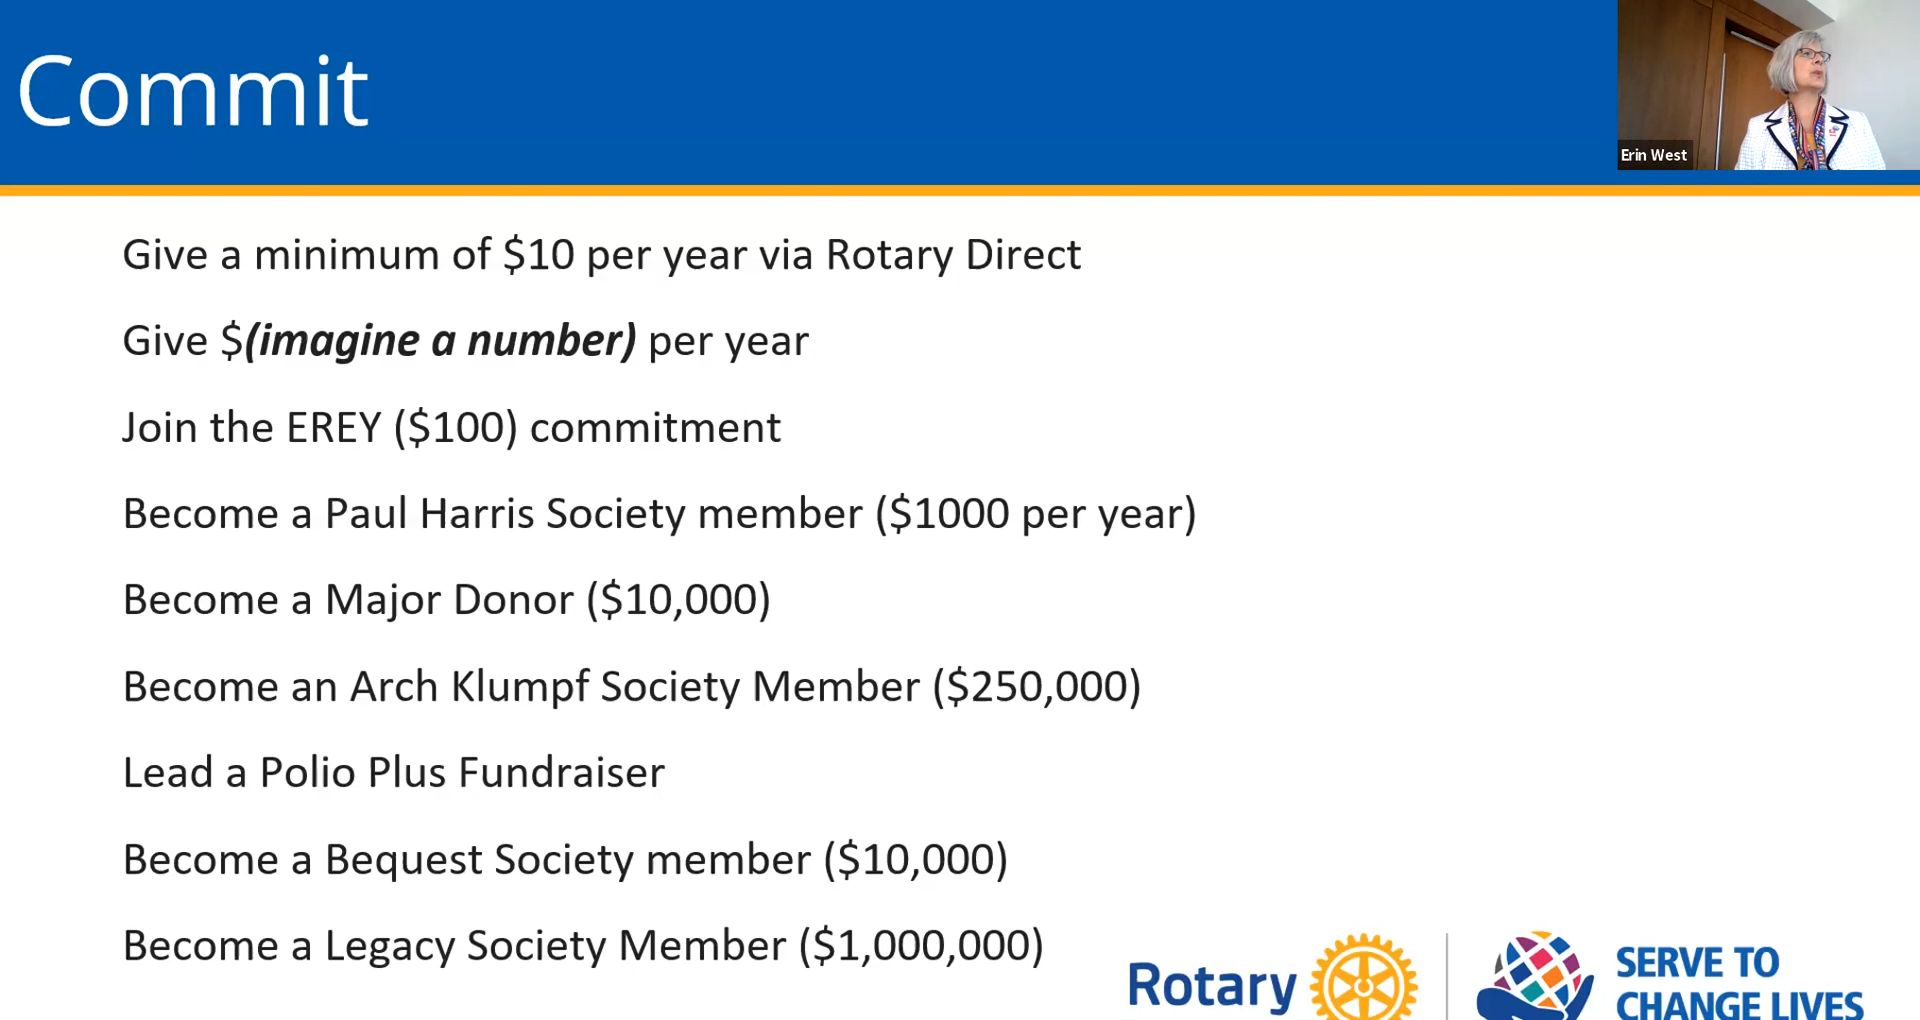 Commit
Erin West
Give a minimum of $10 per year via Rotary Direct
Give $(imagine a number) per year
Join the EREY ($100) commitment
Become a Paul Harris Society member ($1000 per year)
Become a Major Donor ($10,000)
Become an Arch Klumpf Society Member ($250,000)
Lead a Polio Plus Fundraiser
Become a Bequest Society member ($10,000)
Become a Legacy Society Member ($1,000,000)
Rotary
SERVE TO
CHANGE LIVES